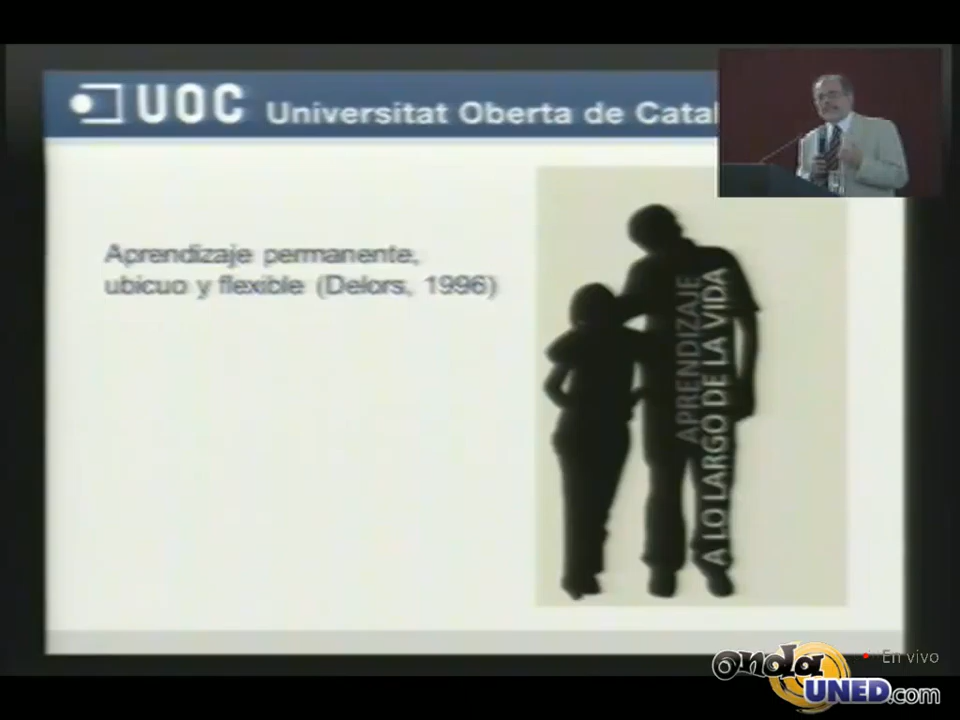 UOC Universitat Oberta de Catal
Aprendizaje permanente,
ubicuo y flexible (Delors, 1996)
APRENDIZAJE
A LO LARGO DE LA VIDA
En vivo
onda
UNED.com